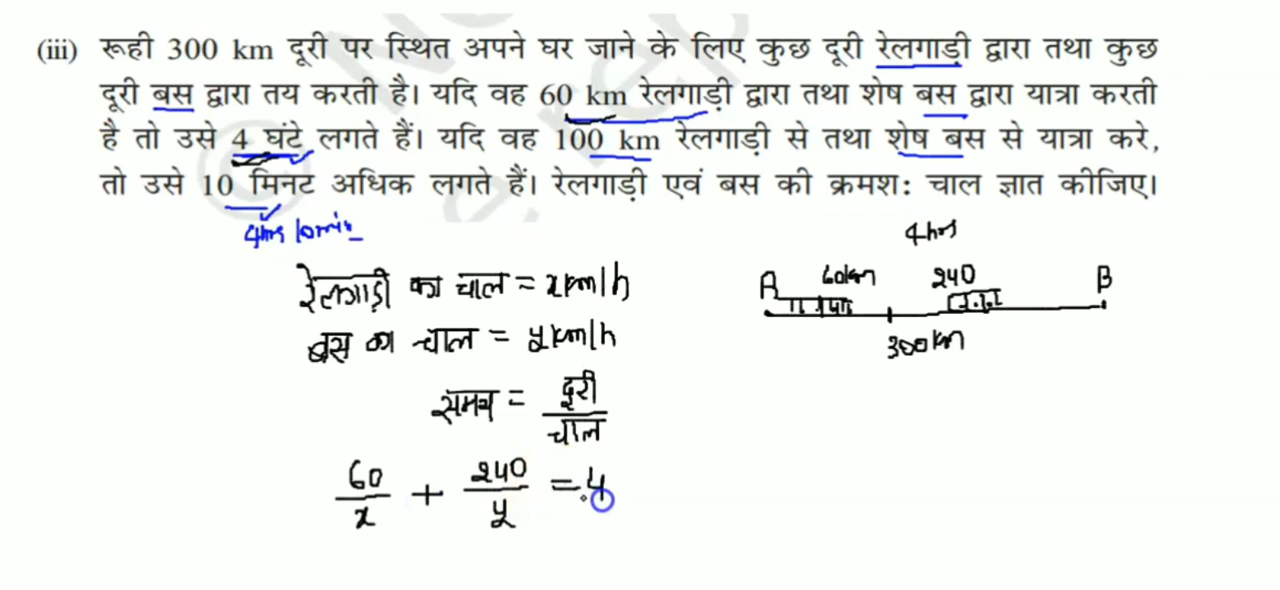 (iii) रूही 300 km दूरी पर स्थित अपने घर जाने के लिए कुछ दूरी रेलगाड़ी द्वारा तथा कुछ
दूरी बस द्वारा तय करती है। यदि वह 60 km रेलगाड़ी द्वारा तथा शेष बस द्वारा यात्रा करती
है तो उसे 4 घंटे लगते हैं। यदि वह 100 km रेलगाड़ी से तथा शेष बस से यात्रा करे,
तो उसे 10 मिनट अधिक लगते हैं। रेलगाड़ी एवं बस की क्रमश: चाल ज्ञात कीजिए।
4hrs 10min
4hrs
रेलगाड़ी का चाल = x km/h
A 60km 240 B
300km
बस का चाल = y km/h
समय = दूरी/चाल
60/x + 240/y = 4